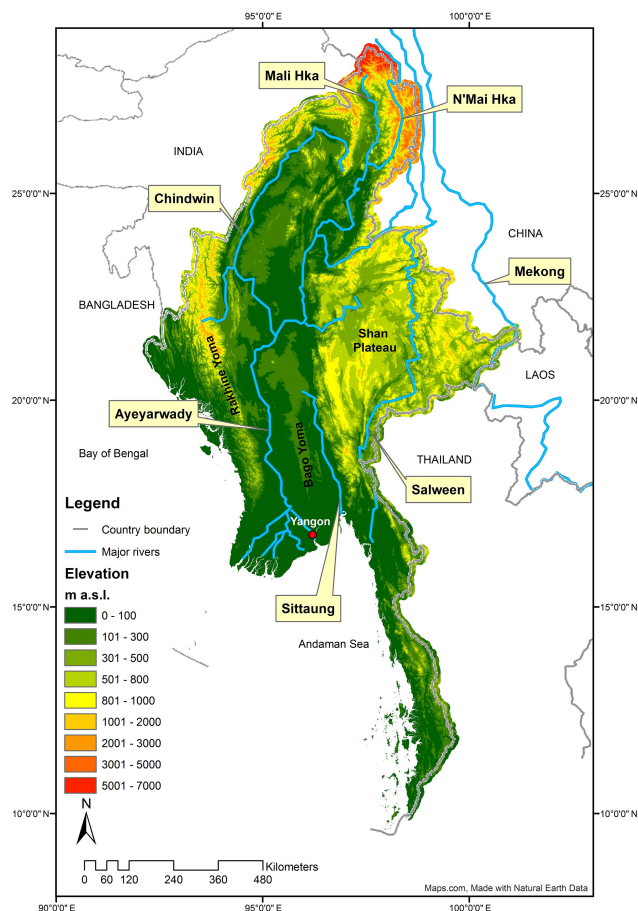 95°0'0" E
100°0'0" E
Mali Hka
N'Mai Hka
INDIA
25°0'0" N
25°0'0" N
Chindwin
CHINA
Mekong
BANGLADESH
Shan
Plateau
Rakhine Yoma
LAOS
20°0'0" N
20°0'0" N
Ayeyarwady
Bago Yoma
Bay of Bengal
THAILAND
Salween
Legend
Country boundary
Major rivers
Yangon
Elevation
m a.s.l.
0 - 100
101 - 300
301 - 500
501 - 800
801 - 1000
1001 - 2000
2001 - 3000
3001 - 5000
5001 - 7000
Sittaung
15°0'0" N
15°0'0" N
Andaman Sea
N
10°0'0" N
10°0'0" N
Kilometers
0 60 120 240 360 480
Maps.com, Made with Natural Earth Data
90°0'0" E
95°0'0" E
100°0'0" E